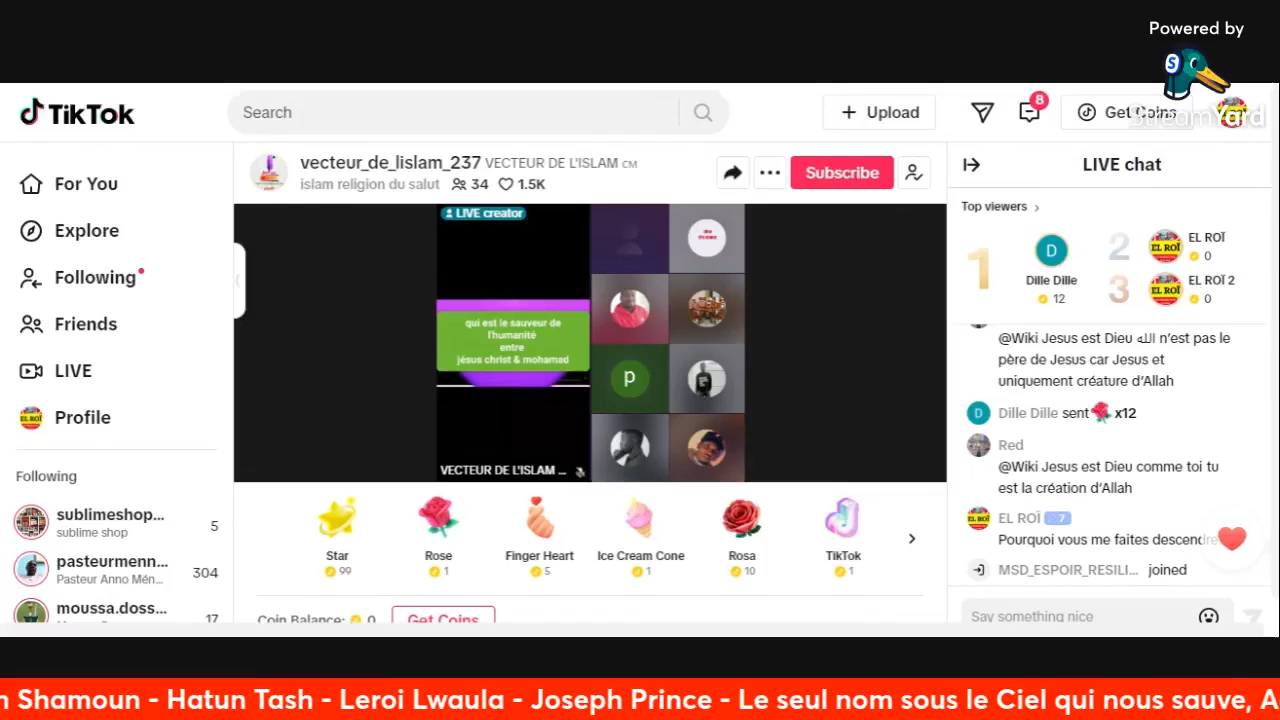 Powered by
StreamYard
TikTok
Search
Upload
8
Get Coins
For You
Explore
Following
Friends
LIVE
Profile
Following
sublimeshop...
sublime shop
5
pasteurmenn...
Pasteur Anno Mén...
304
moussa.doss...
17
vecteur_de_lislam_237 VECTEUR DE L'ISLAM CM
islam religion du salut 34 1.5K
Subscribe
LIVE creator
qui est le sauveur de
l'humanité
entre
jésus christ & mohamad
VECTEUR DE L'ISLAM ...
p
Star
99
Rose
1
Finger Heart
5
Ice Cream Cone
1
Rosa
10
TikTok
1
Coin Balance: 0
Get Coins
LIVE chat
Top viewers
1
D
Dille Dille
12
2
EL ROÏ
EL ROÏ
0
3
EL ROÏ
EL ROÏ 2
0
@Wiki Jesus est Dieu الله n'est pas le
père de Jesus car Jesus et
uniquement créature d'Allah
D
Dille Dille sent x12
Red
@Wiki Jesus est Dieu comme toi tu
est la création d'Allah
EL ROÏ 7
Pourquoi vous me faites descendre
MSD_ESPOIR_RESILI... joined
Say something nice
Shamoun - Hatun Tash - Leroi Lwaula - Joseph Prince - Le seul nom sous le Ciel qui nous sauve, A